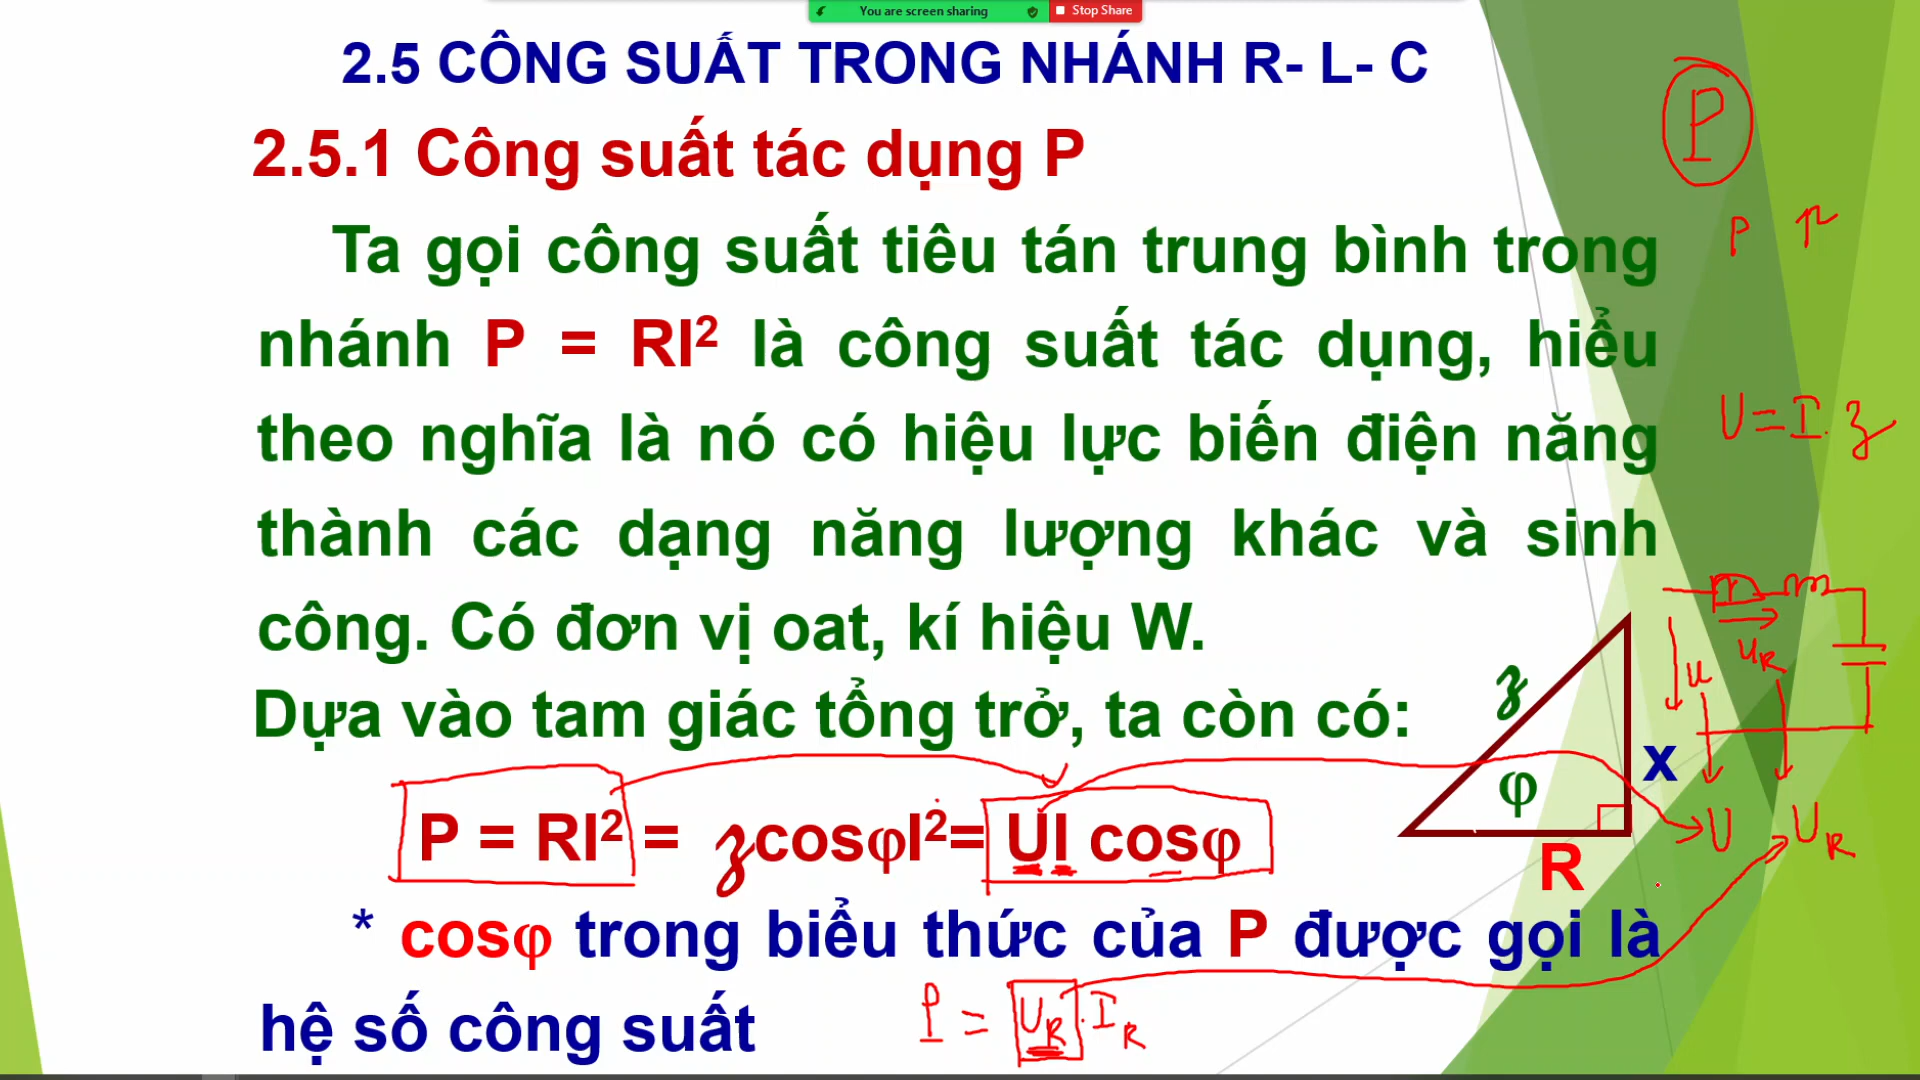 You are screen sharing Stop Share
2.5 CÔNG SUẤT TRONG NHÁNH R- L- C
2.5.1 Công suất tác dụng P
P
Ta gọi công suất tiêu tán trung bình trong
P
nhánh P = RI² là công suất tác dụng, hiểu
theo nghĩa là nó có hiệu lực biến điện năng
U = I. z
thành các dạng năng lượng khác và sinh
công. Có đơn vị oat, kí hiệu W.
u u_R
Dựa vào tam giác tổng trở, ta còn có:
z φ x R
P = RI² = zcosφI²= UI cosφ
U U_R
* cosφ trong biểu thức của P được gọi là
hệ số công suất
P = U_R . I_R